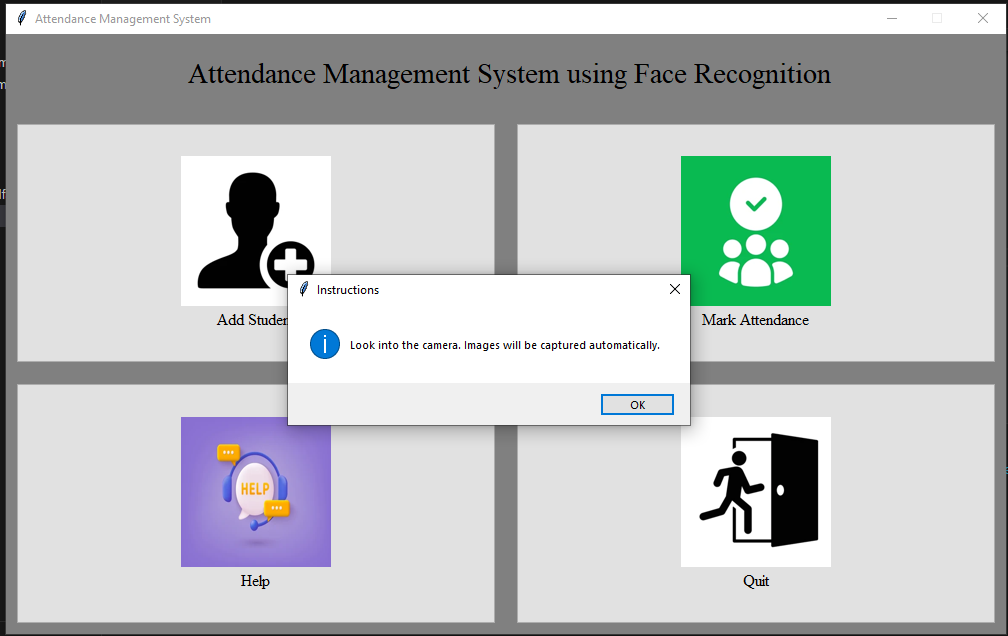 Attendance Management System
Attendance Management System using Face Recognition
Add Studen
Mark Attendance
Instructions
Look into the camera. Images will be captured automatically.
OK
HELP
Help
Quit